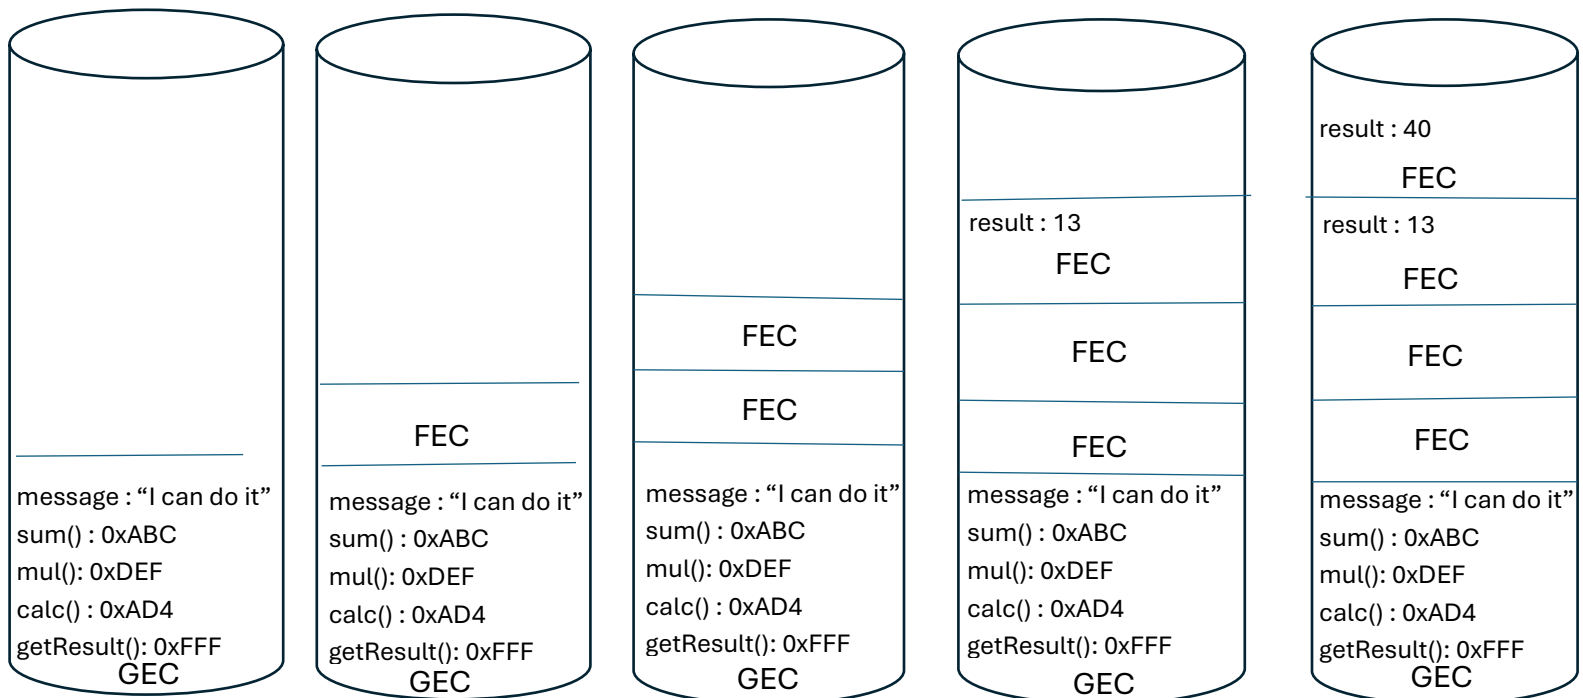 message : “I can do it”
sum() : 0xABC
mul(): 0xDEF
calc() : 0xAD4
getResult(): 0xFFF
GEC
FEC
message : “I can do it”
sum() : 0xABC
mul(): 0xDEF
calc() : 0xAD4
getResult(): 0xFFF
GEC
FEC
FEC
message : “I can do it”
sum() : 0xABC
mul(): 0xDEF
calc() : 0xAD4
getResult(): 0xFFF
GEC
result : 13
FEC
FEC
FEC
message : “I can do it”
sum() : 0xABC
mul(): 0xDEF
calc() : 0xAD4
getResult(): 0xFFF
GEC
result : 40
FEC
result : 13
FEC
FEC
FEC
message : “I can do it”
sum() : 0xABC
mul(): 0xDEF
calc() : 0xAD4
getResult(): 0xFFF
GEC